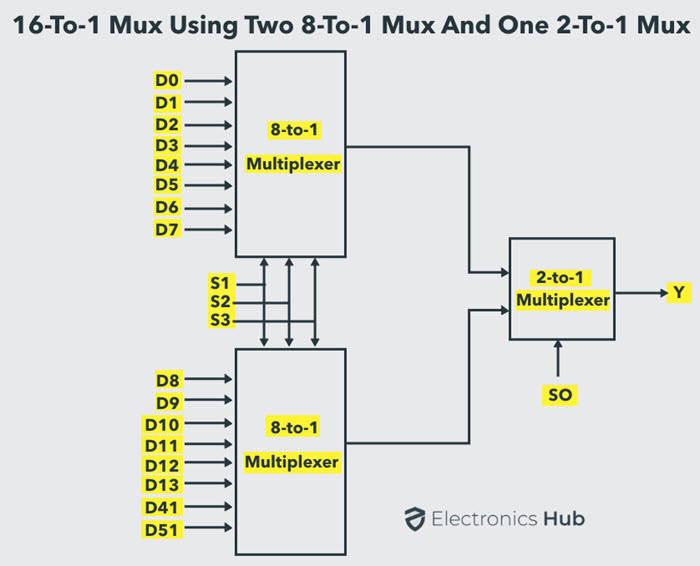 16-To-1 Mux Using Two 8-To-1 Mux And One 2-To-1 Mux
D0
D1
D2
D3
D4
D5
D6
D7
8-to-1
Multiplexer
S1
S2
S3
2-to-1
Multiplexer
Y
SO
D8
D9
D10
D11
D12
D13
D41
D51
8-to-1
Multiplexer
Electronics Hub